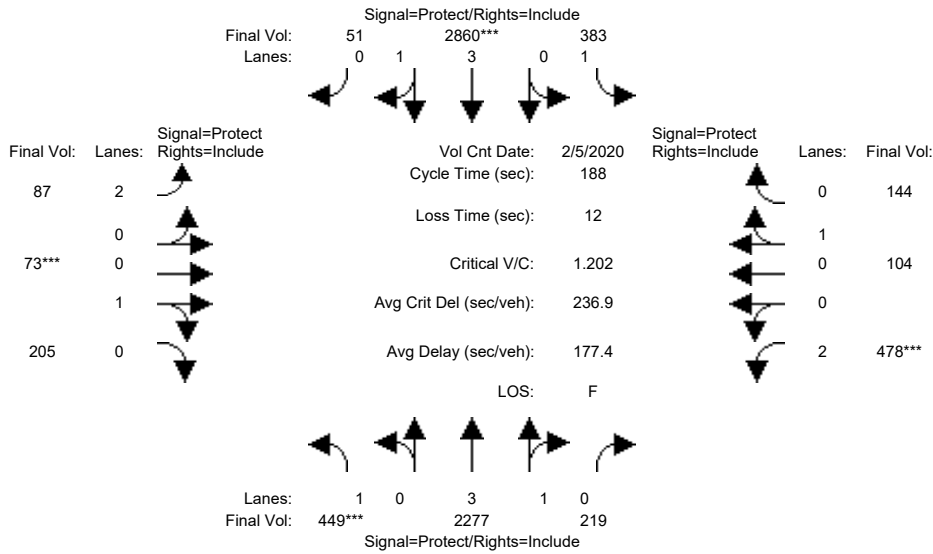 Signal=Protect/Rights=Include
Final Vol: 51 2860*** 383
Lanes: 0 1 3 0 1
Signal=Protect
Final Vol: Lanes: Rights=Include
Vol Cnt Date: 2/5/2020
Signal=Protect
Rights=Include Lanes: Final Vol:
Cycle Time (sec): 188
87 2
0 144
Loss Time (sec): 12
0
1
73*** 0
Critical V/C: 1.202
0 104
1
Avg Crit Del (sec/veh): 236.9
0
205 0
Avg Delay (sec/veh): 177.4
2 478***
LOS: F
Lanes: 1 0 3 1 0
Final Vol: 449*** 2277 219
Signal=Protect/Rights=Include